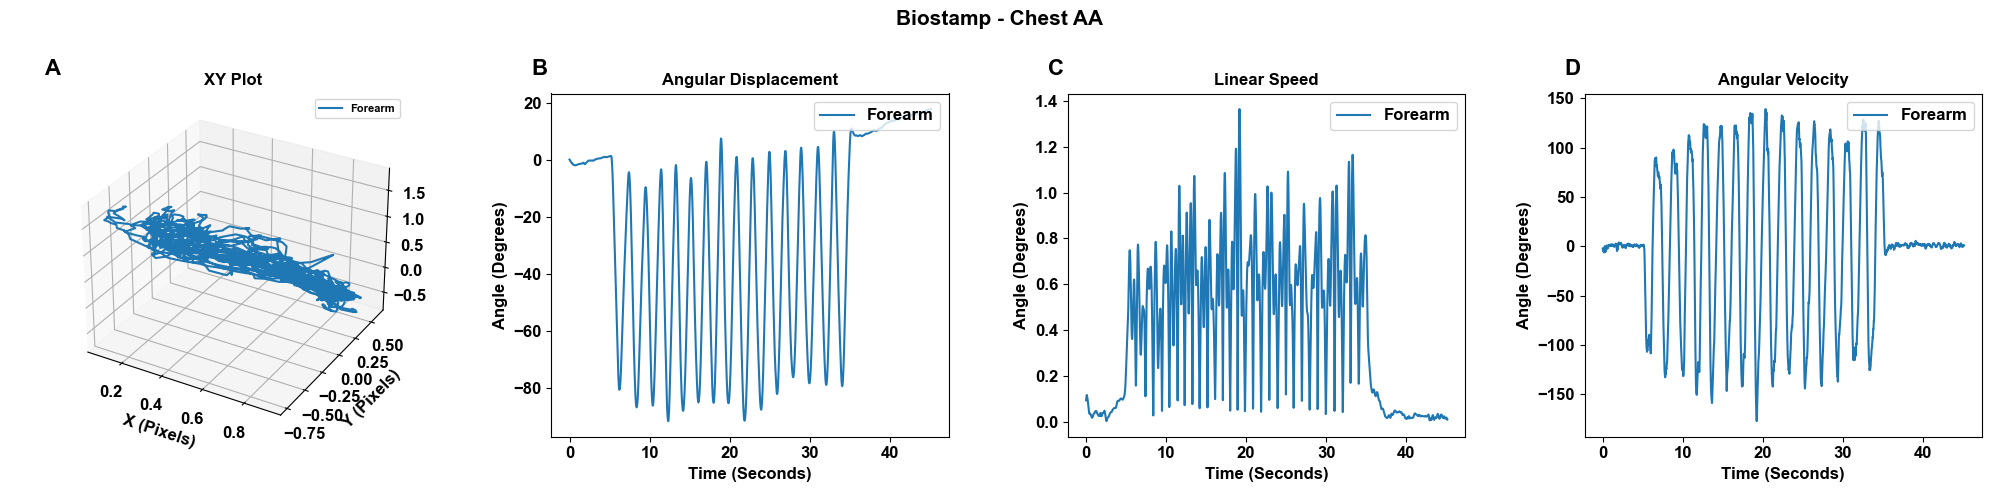 Biostamp - Chest AA
A
XY Plot
Forearm
1.5
1.0
0.5
0.0
−0.5
0.50
0.25
0.00
−0.25
−0.50
−0.75
Y (Pixels)
0.2
0.4
0.6
0.8
X (Pixels)
B
Angular Displacement
Forearm
20
0
−20
−40
−60
−80
Angle (Degrees)
0 10 20 30 40
Time (Seconds)
C
Linear Speed
Forearm
1.4
1.2
1.0
0.8
0.6
0.4
0.2
0.0
Angle (Degrees)
0 10 20 30 40
Time (Seconds)
D
Angular Velocity
Forearm
150
100
50
0
−50
−100
−150
Angle (Degrees)
0 10 20 30 40
Time (Seconds)